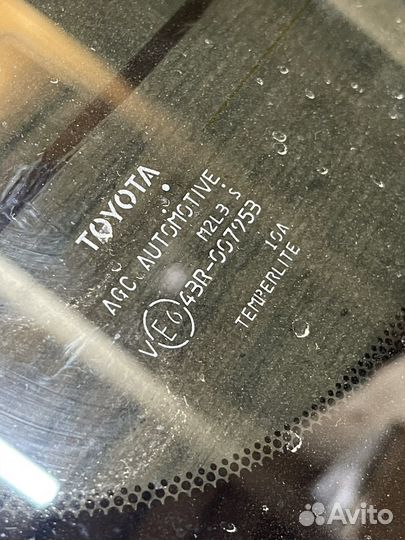 TOYOTA
AGC AUTOMOTIVE
M2L3 S
V E6 43R-007953
10A
TEMPERLITE
Avito